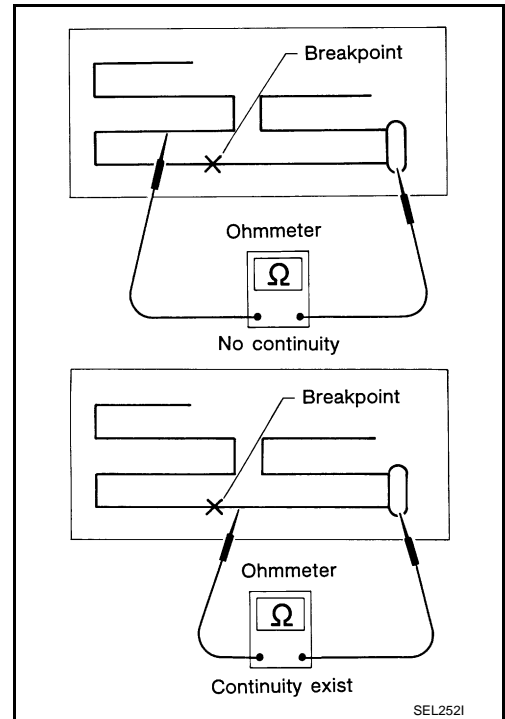 Breakpoint
Ohmmeter
Ω
No continuity
Breakpoint
Ohmmeter
Ω
Continuity exist
SEL252I